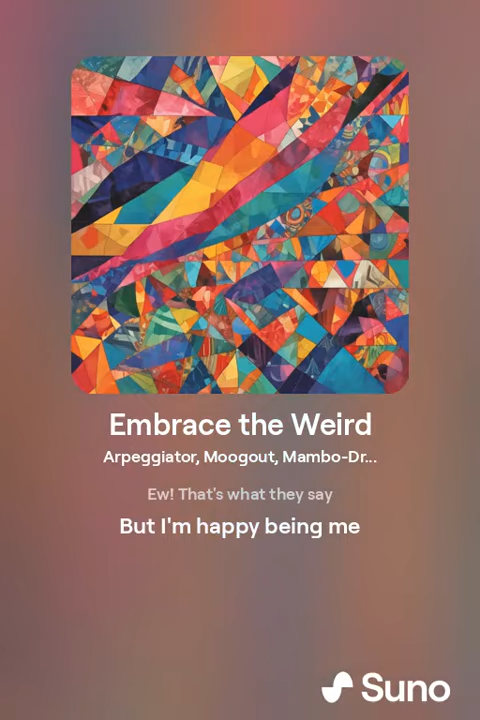 Embrace the Weird
Arpeggiator, Moogout, Mambo-Dr...
Ew! That's what they say
But I'm happy being me
Suno